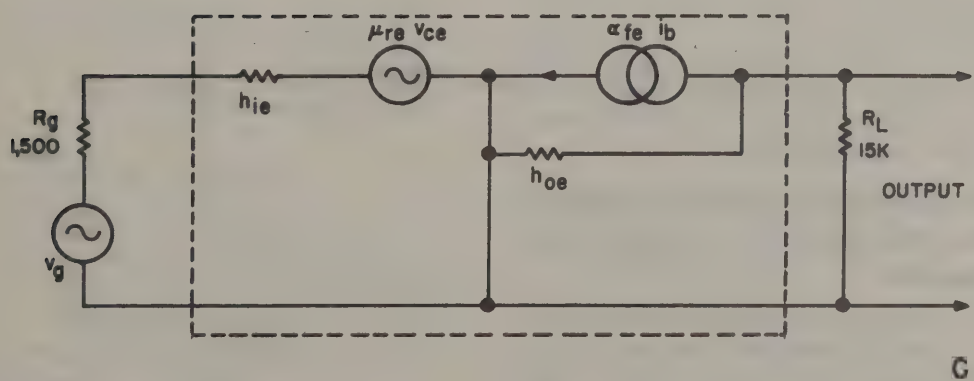 μre vce
αfe ib
hie
Rg
1,500
RL
15K
hoe
OUTPUT
vg
G